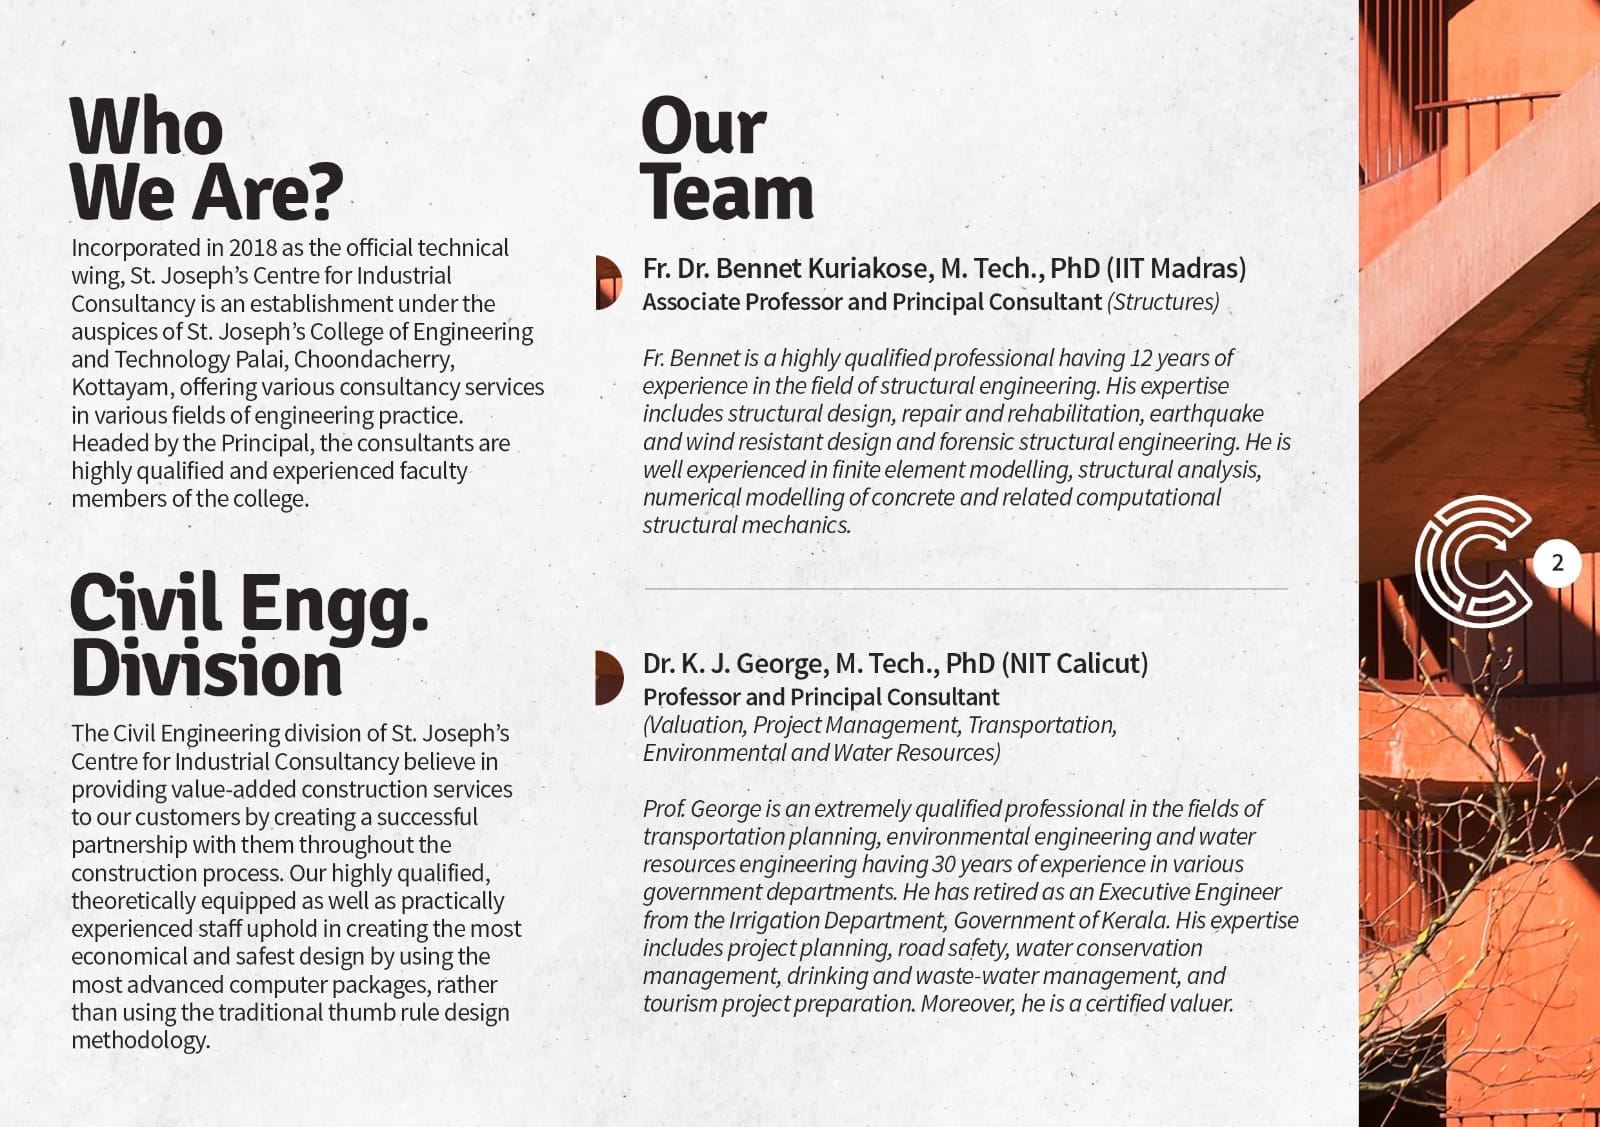 Who
We Are?
Incorporated in 2018 as the official technical
wing, St. Joseph's Centre for Industrial
Consultancy is an establishment under the
auspices of St. Joseph's College of Engineering
and Technology Palai, Choondacherry,
Kottayam, offering various consultancy services
in various fields of engineering practice.
Headed by the Principal, the consultants are
highly qualified and experienced faculty
members of the college.
Civil Engg.
Division
The Civil Engineering division of St. Joseph's
Centre for Industrial Consultancy believe in
providing value-added construction services
to our customers by creating a successful
partnership with them throughout the
construction process. Our highly qualified,
theoretically equipped as well as practically
experienced staff uphold in creating the most
economical and safest design by using the
most advanced computer packages, rather
than using the traditional thumb rule design
methodology.
Our
Team
Fr. Dr. Bennet Kuriakose, M. Tech., PhD (IIT Madras)
Associate Professor and Principal Consultant (Structures)
Fr. Bennet is a highly qualified professional having 12 years of
experience in the field of structural engineering. His expertise
includes structural design, repair and rehabilitation, earthquake
and wind resistant design and forensic structural engineering. He is
well experienced in finite element modelling, structural analysis,
numerical modelling of concrete and related computational
structural mechanics.
Dr. K. J. George, M. Tech., PhD (NIT Calicut)
Professor and Principal Consultant
(Valuation, Project Management, Transportation,
Environmental and Water Resources)
Prof. George is an extremely qualified professional in the fields of
transportation planning, environmental engineering and water
resources engineering having 30 years of experience in various
government departments. He has retired as an Executive Engineer
from the Irrigation Department, Government of Kerala. His expertise
includes project planning, road safety, water conservation
management, drinking and waste-water management, and
tourism project preparation. Moreover, he is a certified valuer.
2